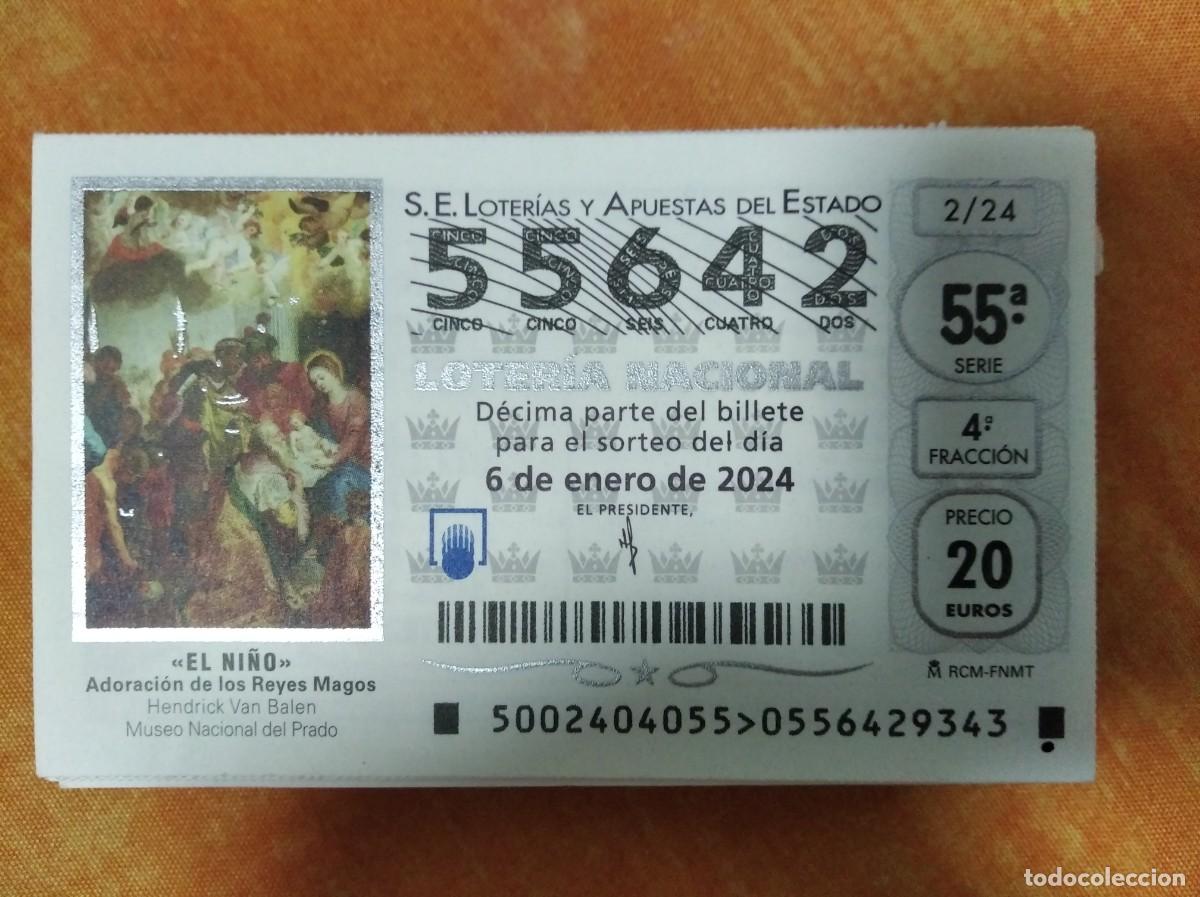 S.E. LOTERÍAS Y APUESTAS DEL ESTADO
55642
CINCO CINCO SEIS CUATRO DOS
LOTERÍA NACIONAL
Décima parte del billete
para el sorteo del día
6 de enero de 2024
EL PRESIDENTE,
2/24
55ª
SERIE
4ª
FRACCIÓN
PRECIO
20
EUROS
RCM-FNMT
«EL NIÑO»
Adoración de los Reyes Magos
Hendrick Van Balen
Museo Nacional del Prado
5002404055>0556429343
todocoleccion